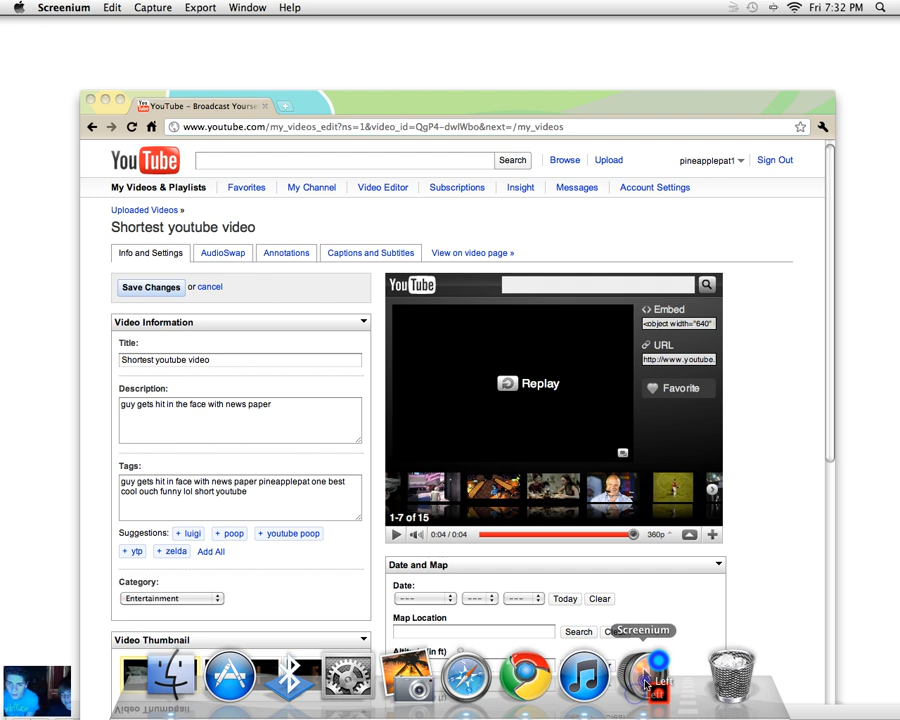 Screenium Edit Capture Export Window Help Fri 7:32 PM
YouTube – Broadcast Yourse
www.youtube.com/my_videos_edit?ns=1&video_id=QgP4-dwIWbo&next=/my_videos
YouTube Search Browse Upload pineapplepat1 Sign Out
My Videos & Playlists Favorites My Channel Video Editor Subscriptions Insight Messages Account Settings
Uploaded Videos »
Shortest youtube video
Info and Settings AudioSwap Annotations Captions and Subtitles View on video page »
Save Changes or cancel
YouTube
Embed
<object width="640"
URL
http://www.youtube.
Favorite
Replay
1-7 of 15
0:04 / 0:04 360p
Video Information
Title:
Shortest youtube video
Description:
guy gets hit in the face with news paper
Tags:
guy gets hit in face with news paper pineapplepat one best
cool ouch funny lol short youtube
Suggestions: + luigi + poop + youtube poop
+ ytp + zelda Add All
Category:
Entertainment
Video Thumbnail
Date and Map
Date:
--- --- --- Today Clear
Map Location
Search
Screenium
Left
Left